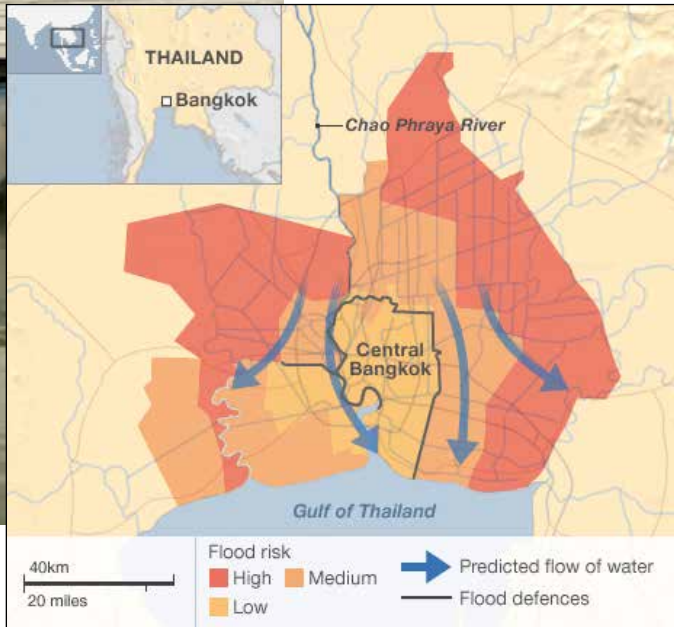 THAILAND
Bangkok
Chao Phraya River
Central
Bangkok
Gulf of Thailand
40km
20 miles
Flood risk
High
Medium
Low
Predicted flow of water
Flood defences